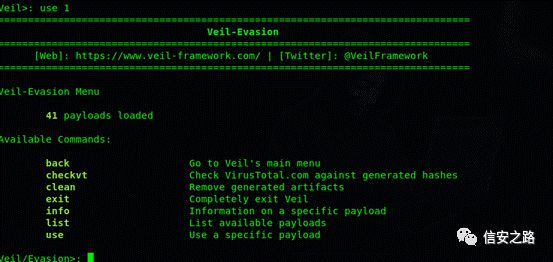 Veil>: use 1
===============================================================================
Veil-Evasion
===============================================================================
[Web]: https://www.veil-framework.com/ | [Twitter]: @VeilFramework
===============================================================================
Veil-Evasion Menu
41 payloads loaded
Available Commands:
back Go to Veil's main menu
checkvt Check VirusTotal.com against generated hashes
clean Remove generated artifacts
exit Completely exit Veil
info Information on a specific payload
list List available payloads
use Use a specific payload
信安之路
Veil/Evasion>: